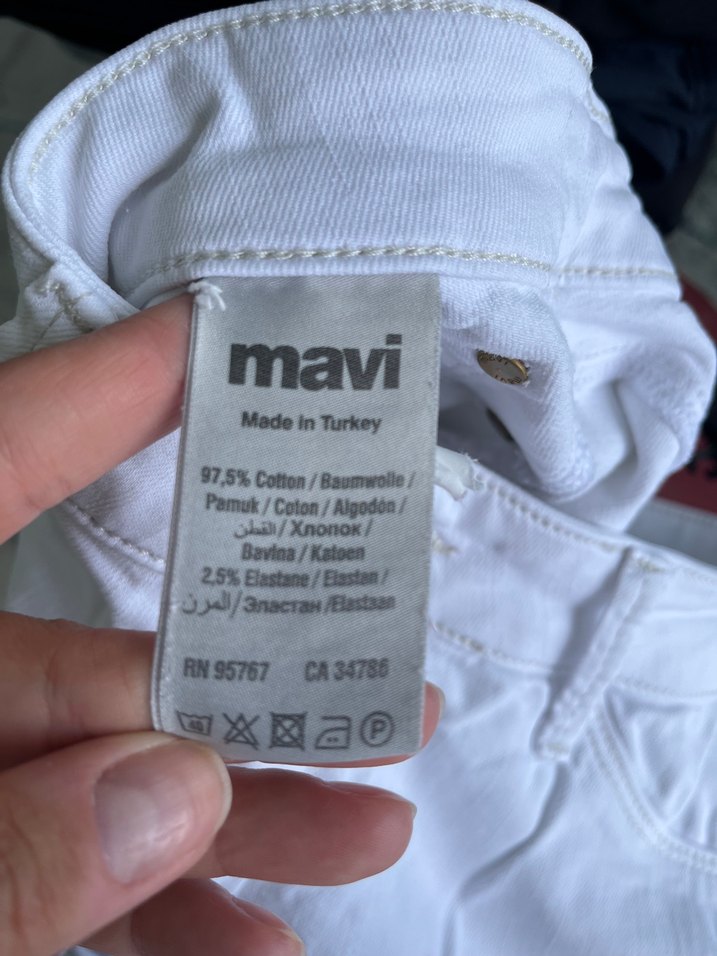 mavi
Made in Turkey
97,5% Cotton / Baumwolle /
Pamuk / Coton / Algodón /
القطن / Хлопок /
Bavlna / Katoen
2,5% Elastane / Elastan /
المرن / Эластан /Elastaan
RN 95767 CA 34786
P